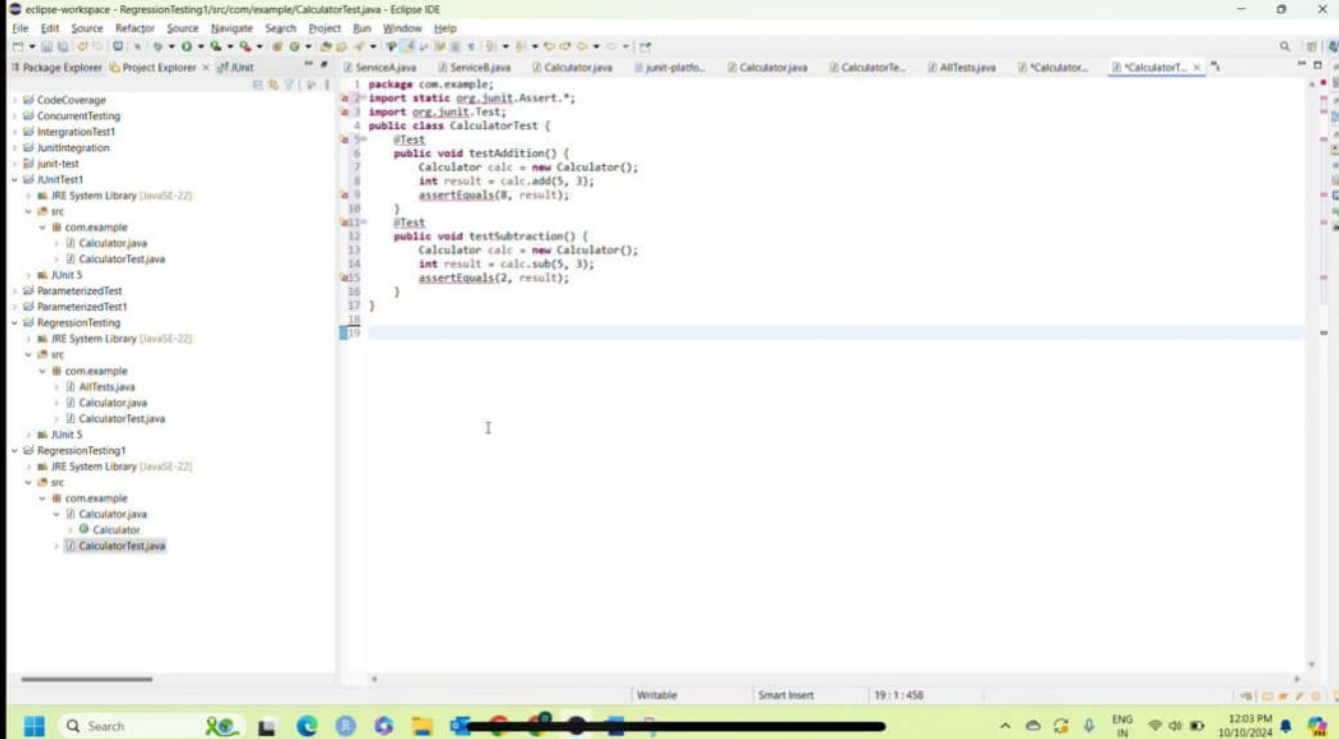 eclipse-workspace - RegressionTesting1/src/com/example/CalculatorTest.java - Eclipse IDE
File Edit Source Refactor Source Navigate Search Project Run Window Help
Package Explorer Project Explorer JUnit
ServiceA.java ServiceB.java Calculator.java junit-platfo... Calculator.java CalculatorTe... AllTests.java *Calculator... *CalculatorT...
CodeCoverage
ConcurrentTesting
IntergrationTest1
JunitIntegration
junit-test
JUnitTest1
JRE System Library [JavaSE-22]
src
com.example
Calculator.java
CalculatorTest.java
JUnit 5
ParameterizedTest
ParameterizedTest1
RegressionTesting
JRE System Library [JavaSE-22]
src
com.example
AllTests.java
Calculator.java
CalculatorTest.java
JUnit 5
RegressionTesting1
JRE System Library [JavaSE-22]
src
com.example
Calculator.java
Calculator
CalculatorTest.java
1 package com.example;
2 import static org.junit.Assert.*;
3 import org.junit.Test;
4 public class CalculatorTest {
5 @Test
6 public void testAddition() {
7 Calculator calc = new Calculator();
8 int result = calc.add(5, 3);
9 assertEquals(8, result);
10 }
11 @Test
12 public void testSubtraction() {
13 Calculator calc = new Calculator();
14 int result = calc.sub(5, 3);
15 assertEquals(2, result);
16 }
17 }
18
19
Writable Smart Insert 19 : 1 : 458
Search
ENG
IN
12:03 PM
10/10/2024